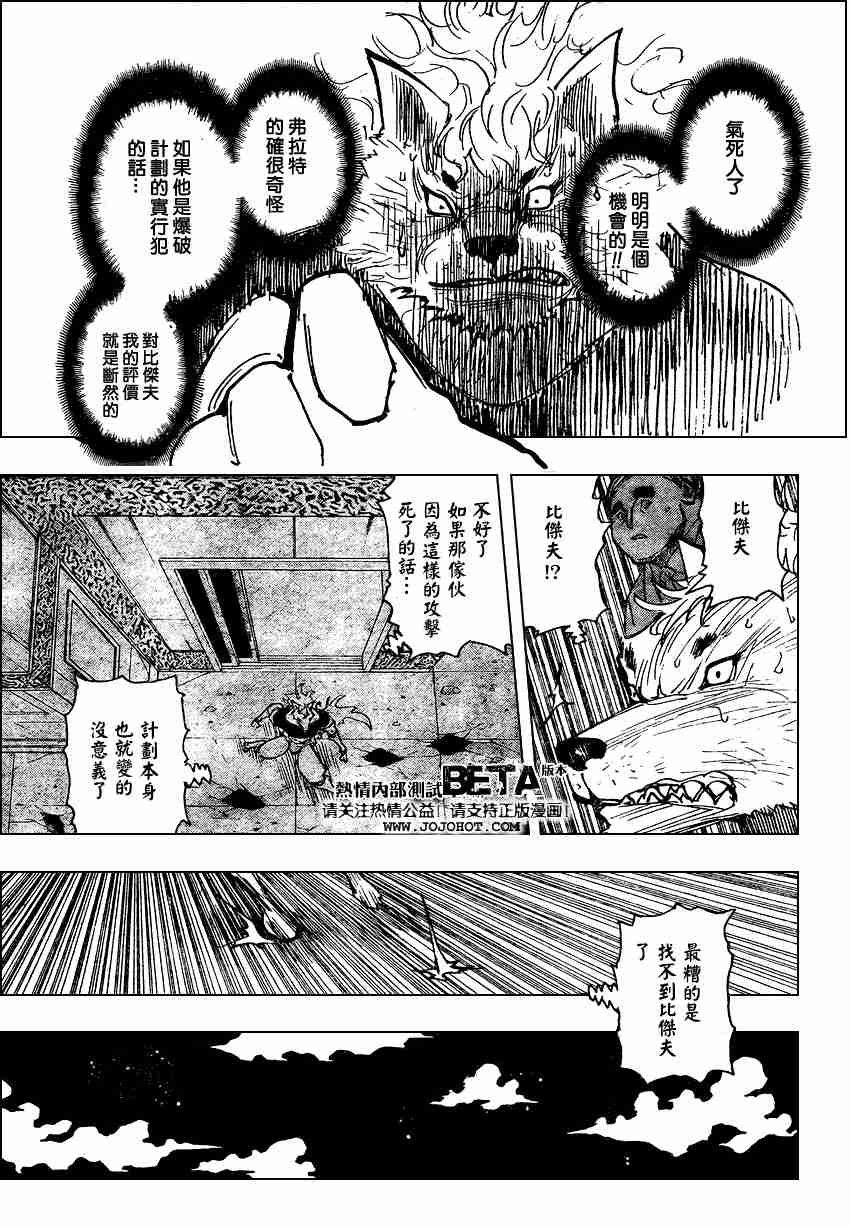 氣死人了
明明是個
機會的!!
弗拉特
的確很奇怪
如果他是爆破
計劃的實行犯
的話…
對比傑夫
我的評價
就是斷然的
比傑夫
比傑夫!?
不好了
如果那傢伙
因為這樣的攻擊
死了的話…
計劃本身
也就變的
沒意義了
熱情內部測試BETA版本
请关注热情公益「请支持正版漫画」
WWW.JOJOHOT.COM
最糟的是
找不到比傑夫
了